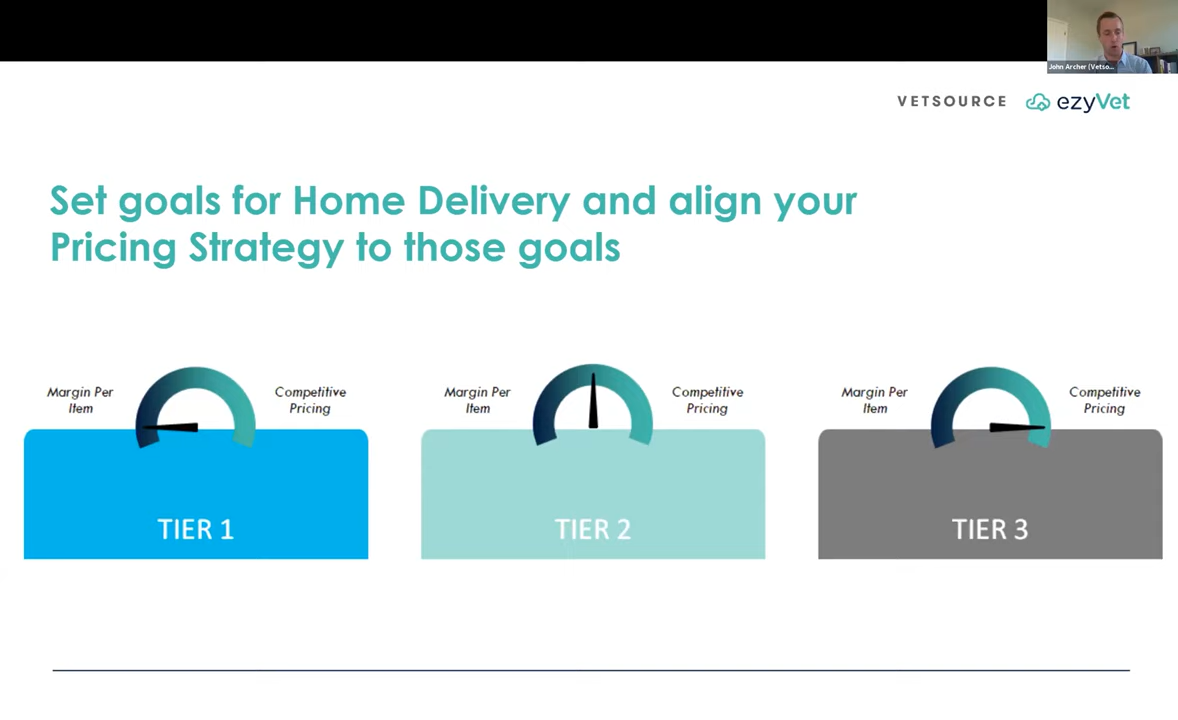 John Archer (Vetso...
VETSOURCE ezyVet
Set goals for Home Delivery and align your
Pricing Strategy to those goals
Margin Per
Item
Competitive
Pricing
TIER 1
Margin Per
Item
Competitive
Pricing
TIER 2
Margin Per
Item
Competitive
Pricing
TIER 3